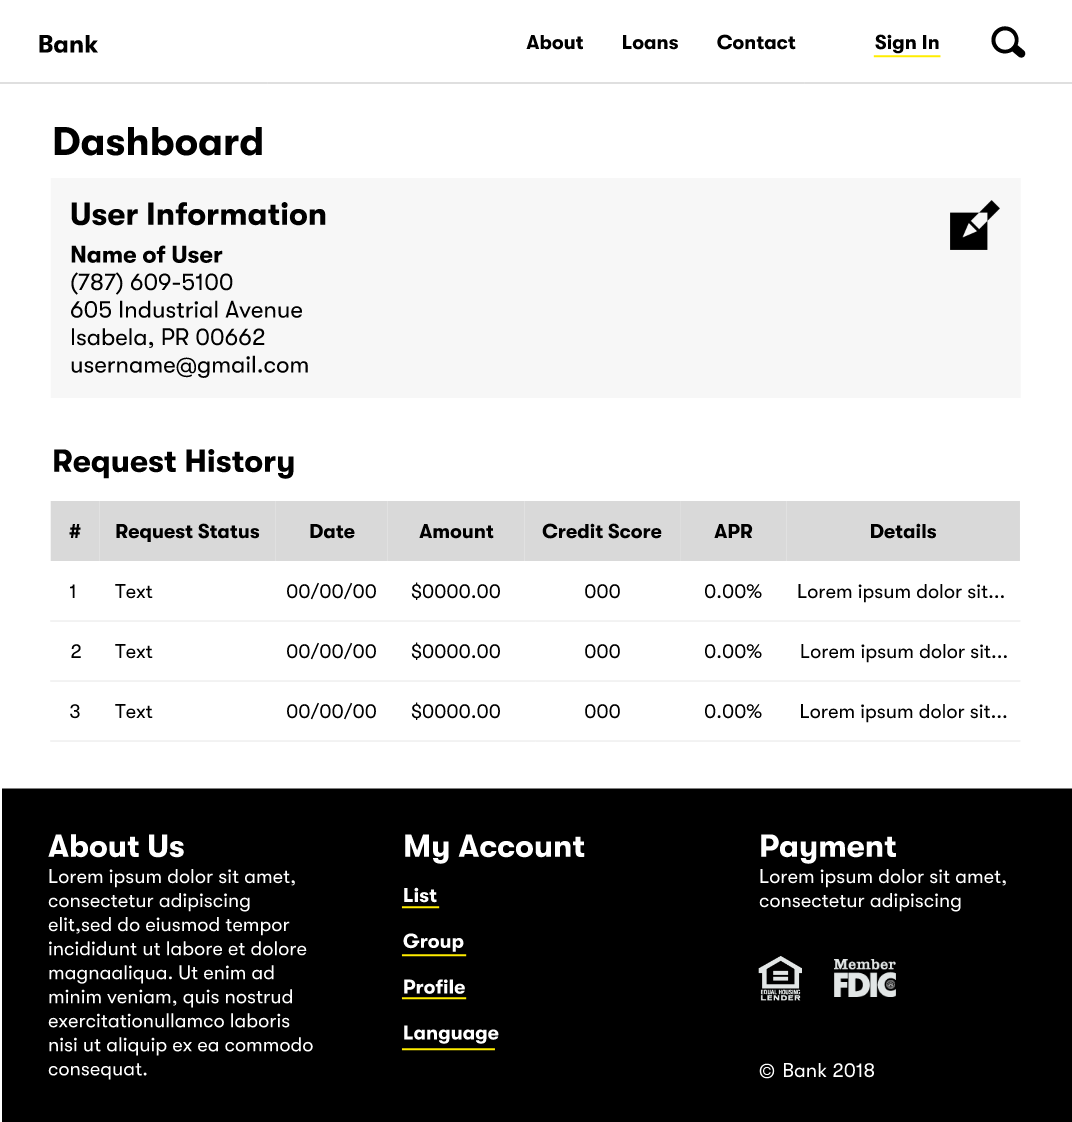 Bank About Loans Contact Sign In
Dashboard
User Information
Name of User
(787) 609-5100
605 Industrial Avenue
Isabela, PR 00662
username@gmail.com
Request History
# Request Status Date Amount Credit Score APR Details
1 Text 00/00/00 $0000.00 000 0.00% Lorem ipsum dolor sit...
2 Text 00/00/00 $0000.00 000 0.00% Lorem ipsum dolor sit...
3 Text 00/00/00 $0000.00 000 0.00% Lorem ipsum dolor sit...
About Us
Lorem ipsum dolor sit amet,
consectetur adipiscing
elit,sed do eiusmod tempor
incididunt ut labore et dolore
magnaaliqua. Ut enim ad
minim veniam, quis nostrud
exercitationullamco laboris
nisi ut aliquip ex ea commodo
consequat.
My Account
List
Group
Profile
Language
Payment
Lorem ipsum dolor sit amet,
consectetur adipiscing
EQUAL HOUSING
LENDER
Member
FDIC
© Bank 2018